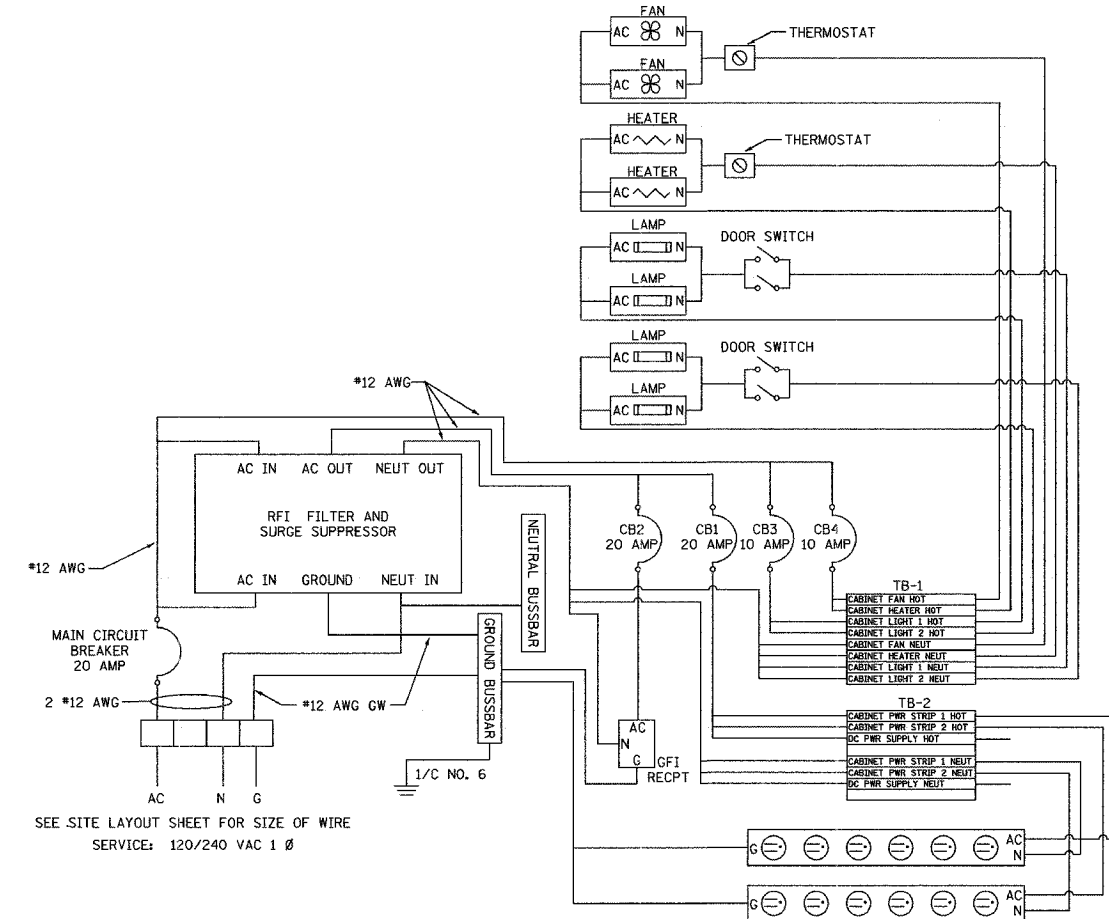 FAN
AC N
THERMOSTAT
FAN
AC N
HEATER
AC N
THERMOSTAT
HEATER
AC N
LAMP
AC N
DOOR SWITCH
LAMP
AC N
LAMP
AC N
DOOR SWITCH
LAMP
AC N
#12 AWG
AC IN AC OUT NEUT OUT
RFI FILTER AND
SURGE SUPPRESSOR
AC IN GROUND NEUT IN
#12 AWG
MAIN CIRCUIT
BREAKER
20 AMP
2 #12 AWG
#12 AWG GW
NEUTRAL BUSSBAR
GROUND BUSSBAR
1/C NO. 6
AC N G
SEE SITE LAYOUT SHEET FOR SIZE OF WIRE
SERVICE: 120/240 VAC 1 Ø
CB2
20 AMP
CB1
20 AMP
CB3
10 AMP
CB4
10 AMP
TB-1
CABINET FAN HOT
CABINET HEATER HOT
CABINET LIGHT 1 HOT
CABINET LIGHT 2 HOT
CABINET FAN NEUT
CABINET HEATER NEUT
CABINET LIGHT 1 NEUT
CABINET LIGHT 2 NEUT
TB-2
CABINET PWR STRIP 1 HOT
CABINET PWR STRIP 2 HOT
DC PWR SUPPLY HOT
CABINET PWR STRIP 1 NEUT
CABINET PWR STRIP 2 NEUT
DC PWR SUPPLY NEUT
AC
N
G
GFI
RECPT
G
AC
N
G
AC
N